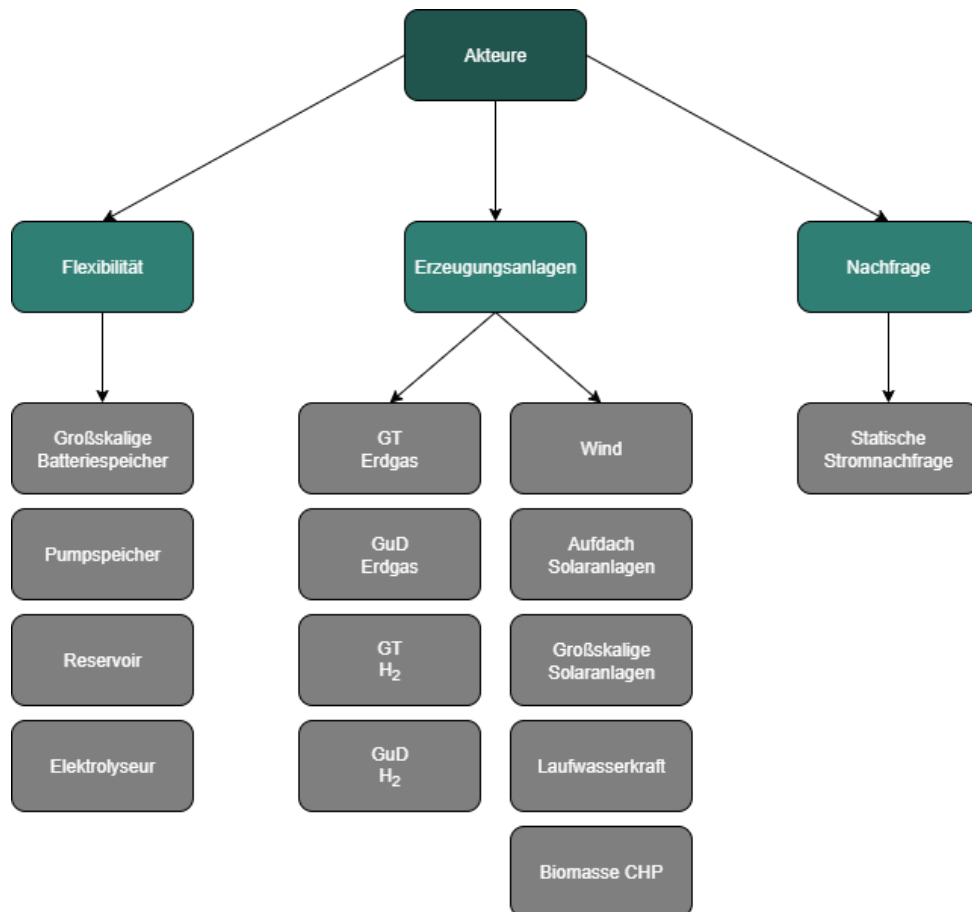 Akteure
Flexibilität
Erzeugungsanlagen
Nachfrage
Großskalige
Batteriespeicher
Pumpspeicher
Reservoir
Elektrolyseur
GT
Erdgas
GuD
Erdgas
GT
H₂
GuD
H₂
Wind
Aufdach
Solaranlagen
Großskalige
Solaranlagen
Laufwasserkraft
Biomasse CHP
Statische
Stromnachfrage